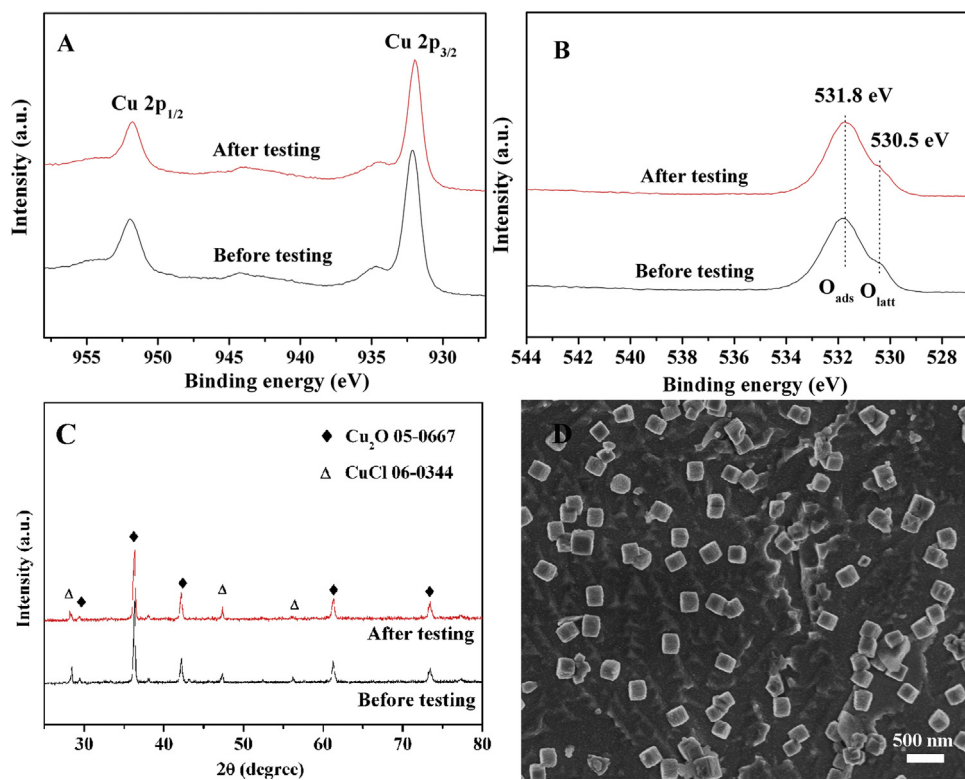 A
Cu 2p3/2
Cu 2p1/2
After testing
Before testing
Intensity (a.u.)
955 950 945 940 935 930
Binding energy (eV)
B
531.8 eV
530.5 eV
After testing
Before testing
Oads Olatt
Intensity (a.u.)
544 542 540 538 536 534 532 530 528
Binding energy (eV)
C
♦ Cu2O 05-0667
Δ CuCl 06-0344
After testing
Before testing
Intensity (a.u.)
30 40 50 60 70 80
2θ (degree)
D
500 nm